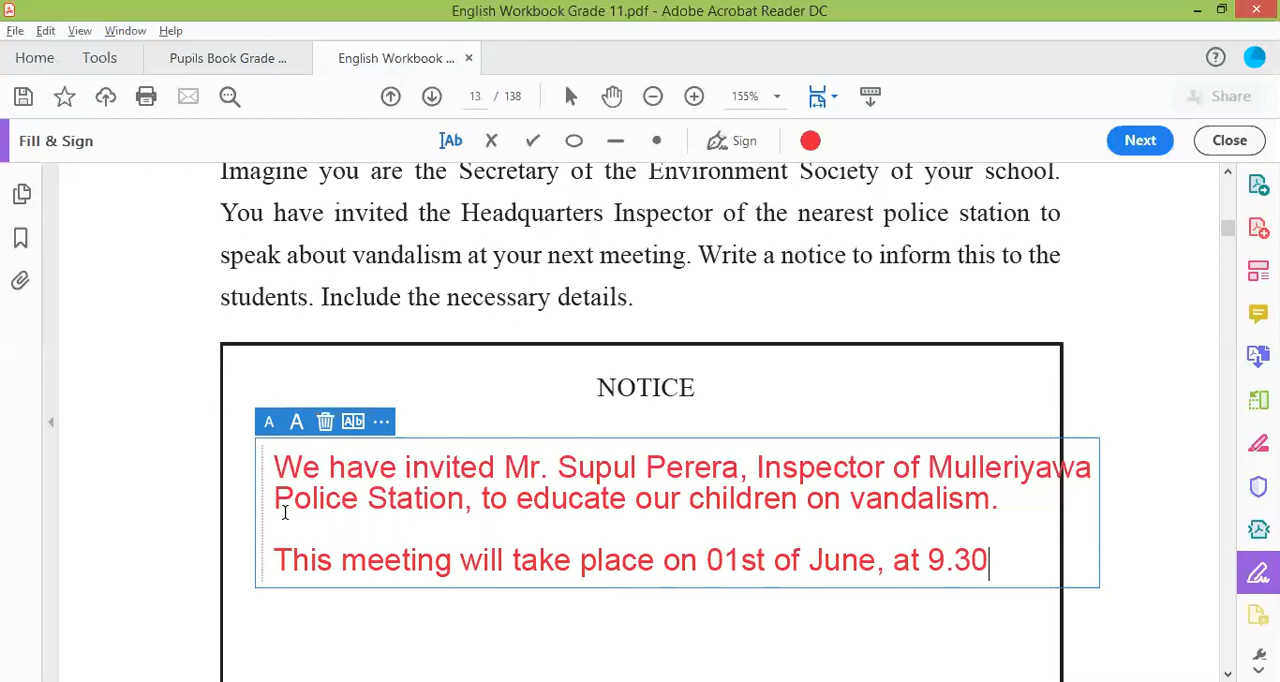 English Workbook Grade 11.pdf - Adobe Acrobat Reader DC
File Edit View Window Help
Home Tools Pupils Book Grade ... English Workbook ... ×
13 / 138 155% Share
Fill & Sign Ab Sign Next Close
Imagine you are the Secretary of the Environment Society of your school.
You have invited the Headquarters Inspector of the nearest police station to
speak about vandalism at your next meeting. Write a notice to inform this to the
students. Include the necessary details.
NOTICE
A A Ab ...
We have invited Mr. Supul Perera, Inspector of Mulleriyawa
Police Station, to educate our children on vandalism.
This meeting will take place on 01st of June, at 9.30